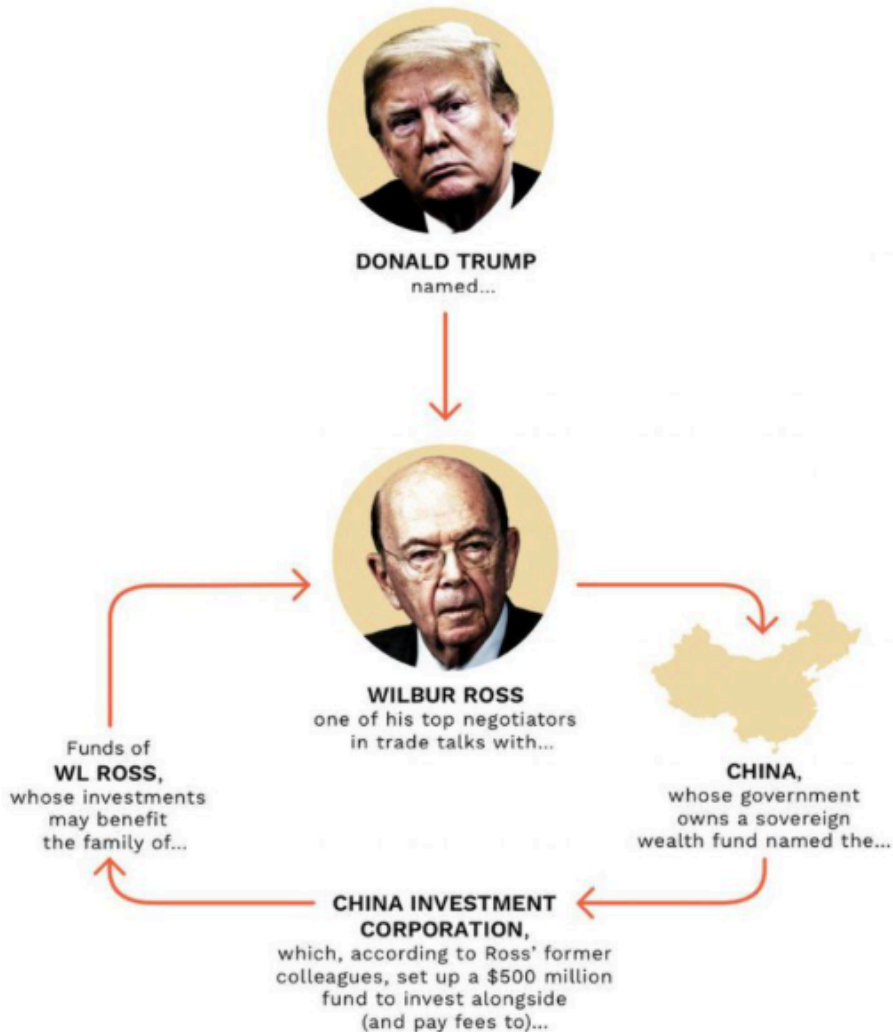 DONALD TRUMP
named...
WILBUR ROSS
one of his top negotiators
in trade talks with...
CHINA,
whose government
owns a sovereign
wealth fund named the...
CHINA INVESTMENT
CORPORATION,
which, according to Ross’ former
colleagues, set up a $500 million
fund to invest alongside
(and pay fees to)...
Funds of
WL ROSS,
whose investments
may benefit
the family of...